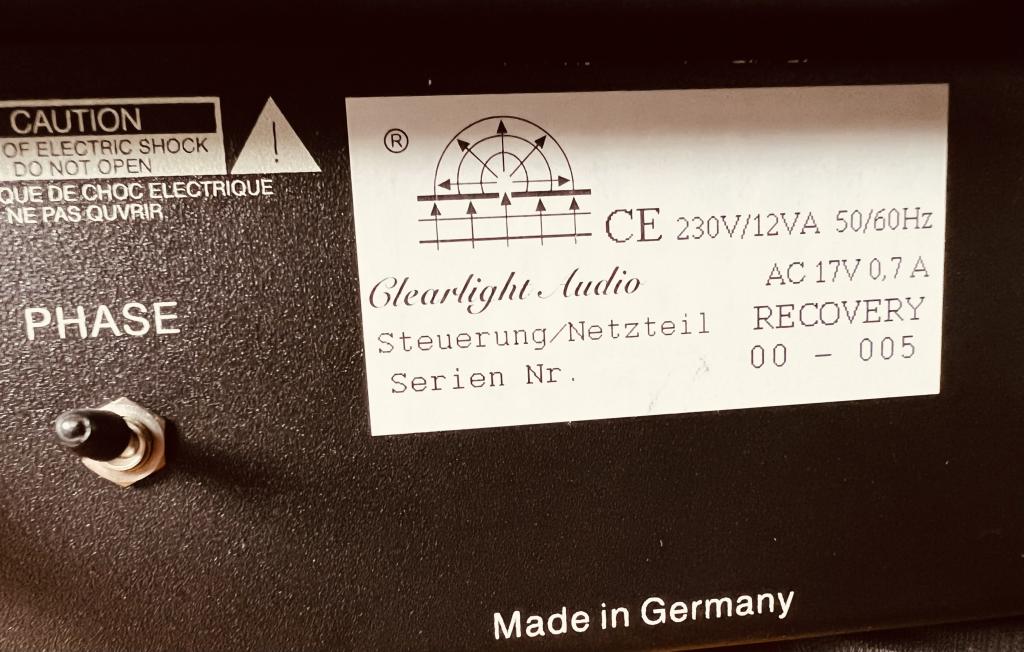 CAUTION
OF ELECTRIC SHOCK
DO NOT OPEN
QUE DE CHOC ELECTRIQUE
NE PAS OUVRIR
PHASE
®
CE 230V/12VA 50/60Hz
AC 17V 0,7 A
Clearlight Audio
Steuerung/Netzteil RECOVERY
Serien Nr. 00 - 005
Made in Germany